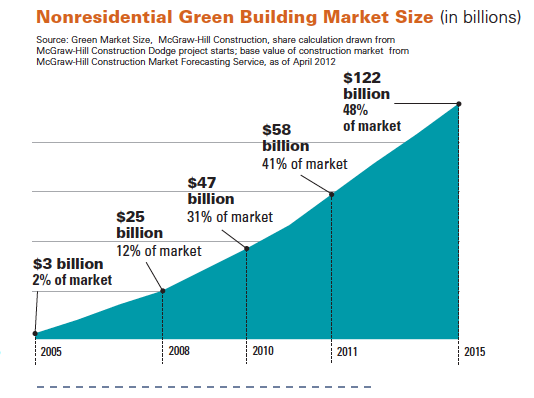 Nonresidential Green Building Market Size (in billions)
Source: Green Market Size, McGraw-Hill Construction, share calculation drawn from
McGraw-Hill Construction Dodge project starts; base value of construction market from
McGraw-Hill Construction Market Forecasting Service, as of April 2012
$122
billion
48%
of market
$58
billion
41% of market
$47
billion
31% of market
$25
billion
12% of market
$3 billion
2% of market
2005
2008
2010
2011
2015